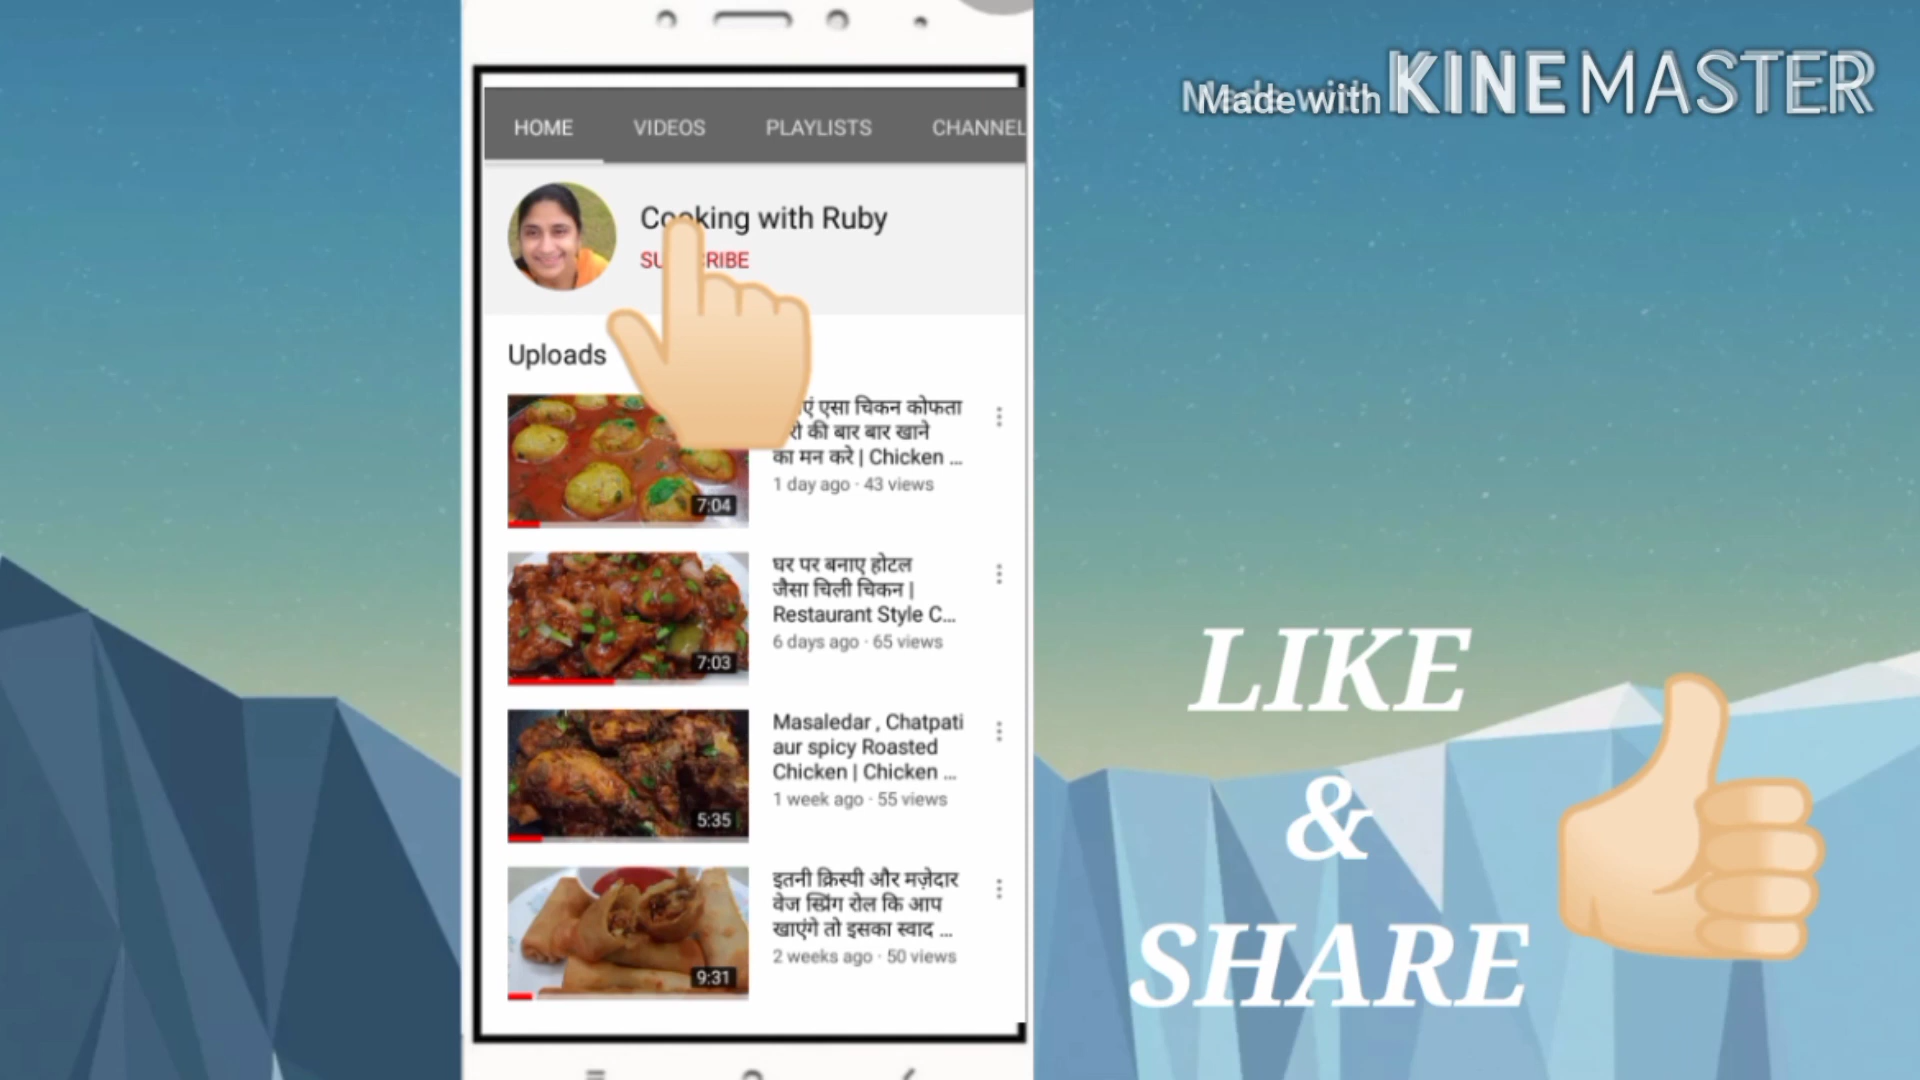 Made with KINEMASTER
HOME VIDEOS PLAYLISTS CHANNEL
Cooking with Ruby
Uploads
एसा चिकन कोफता
की बार बार खाने
का मन करे | Chicken ...
1 day ago · 43 views
7:04
घर पर बनाए होटल
जैसा चिली चिकन |
Restaurant Style C...
6 days ago · 65 views
7:03
Masaledar , Chatpati
aur spicy Roasted
Chicken | Chicken ...
1 week ago · 55 views
5:35
इतनी क्रिस्पी और मज़ेदार
वेज स्प्रिंग रोल कि आप
खाएंगे तो इसका स्वाद ...
2 weeks ago · 50 views
9:31
LIKE
&
SHARE